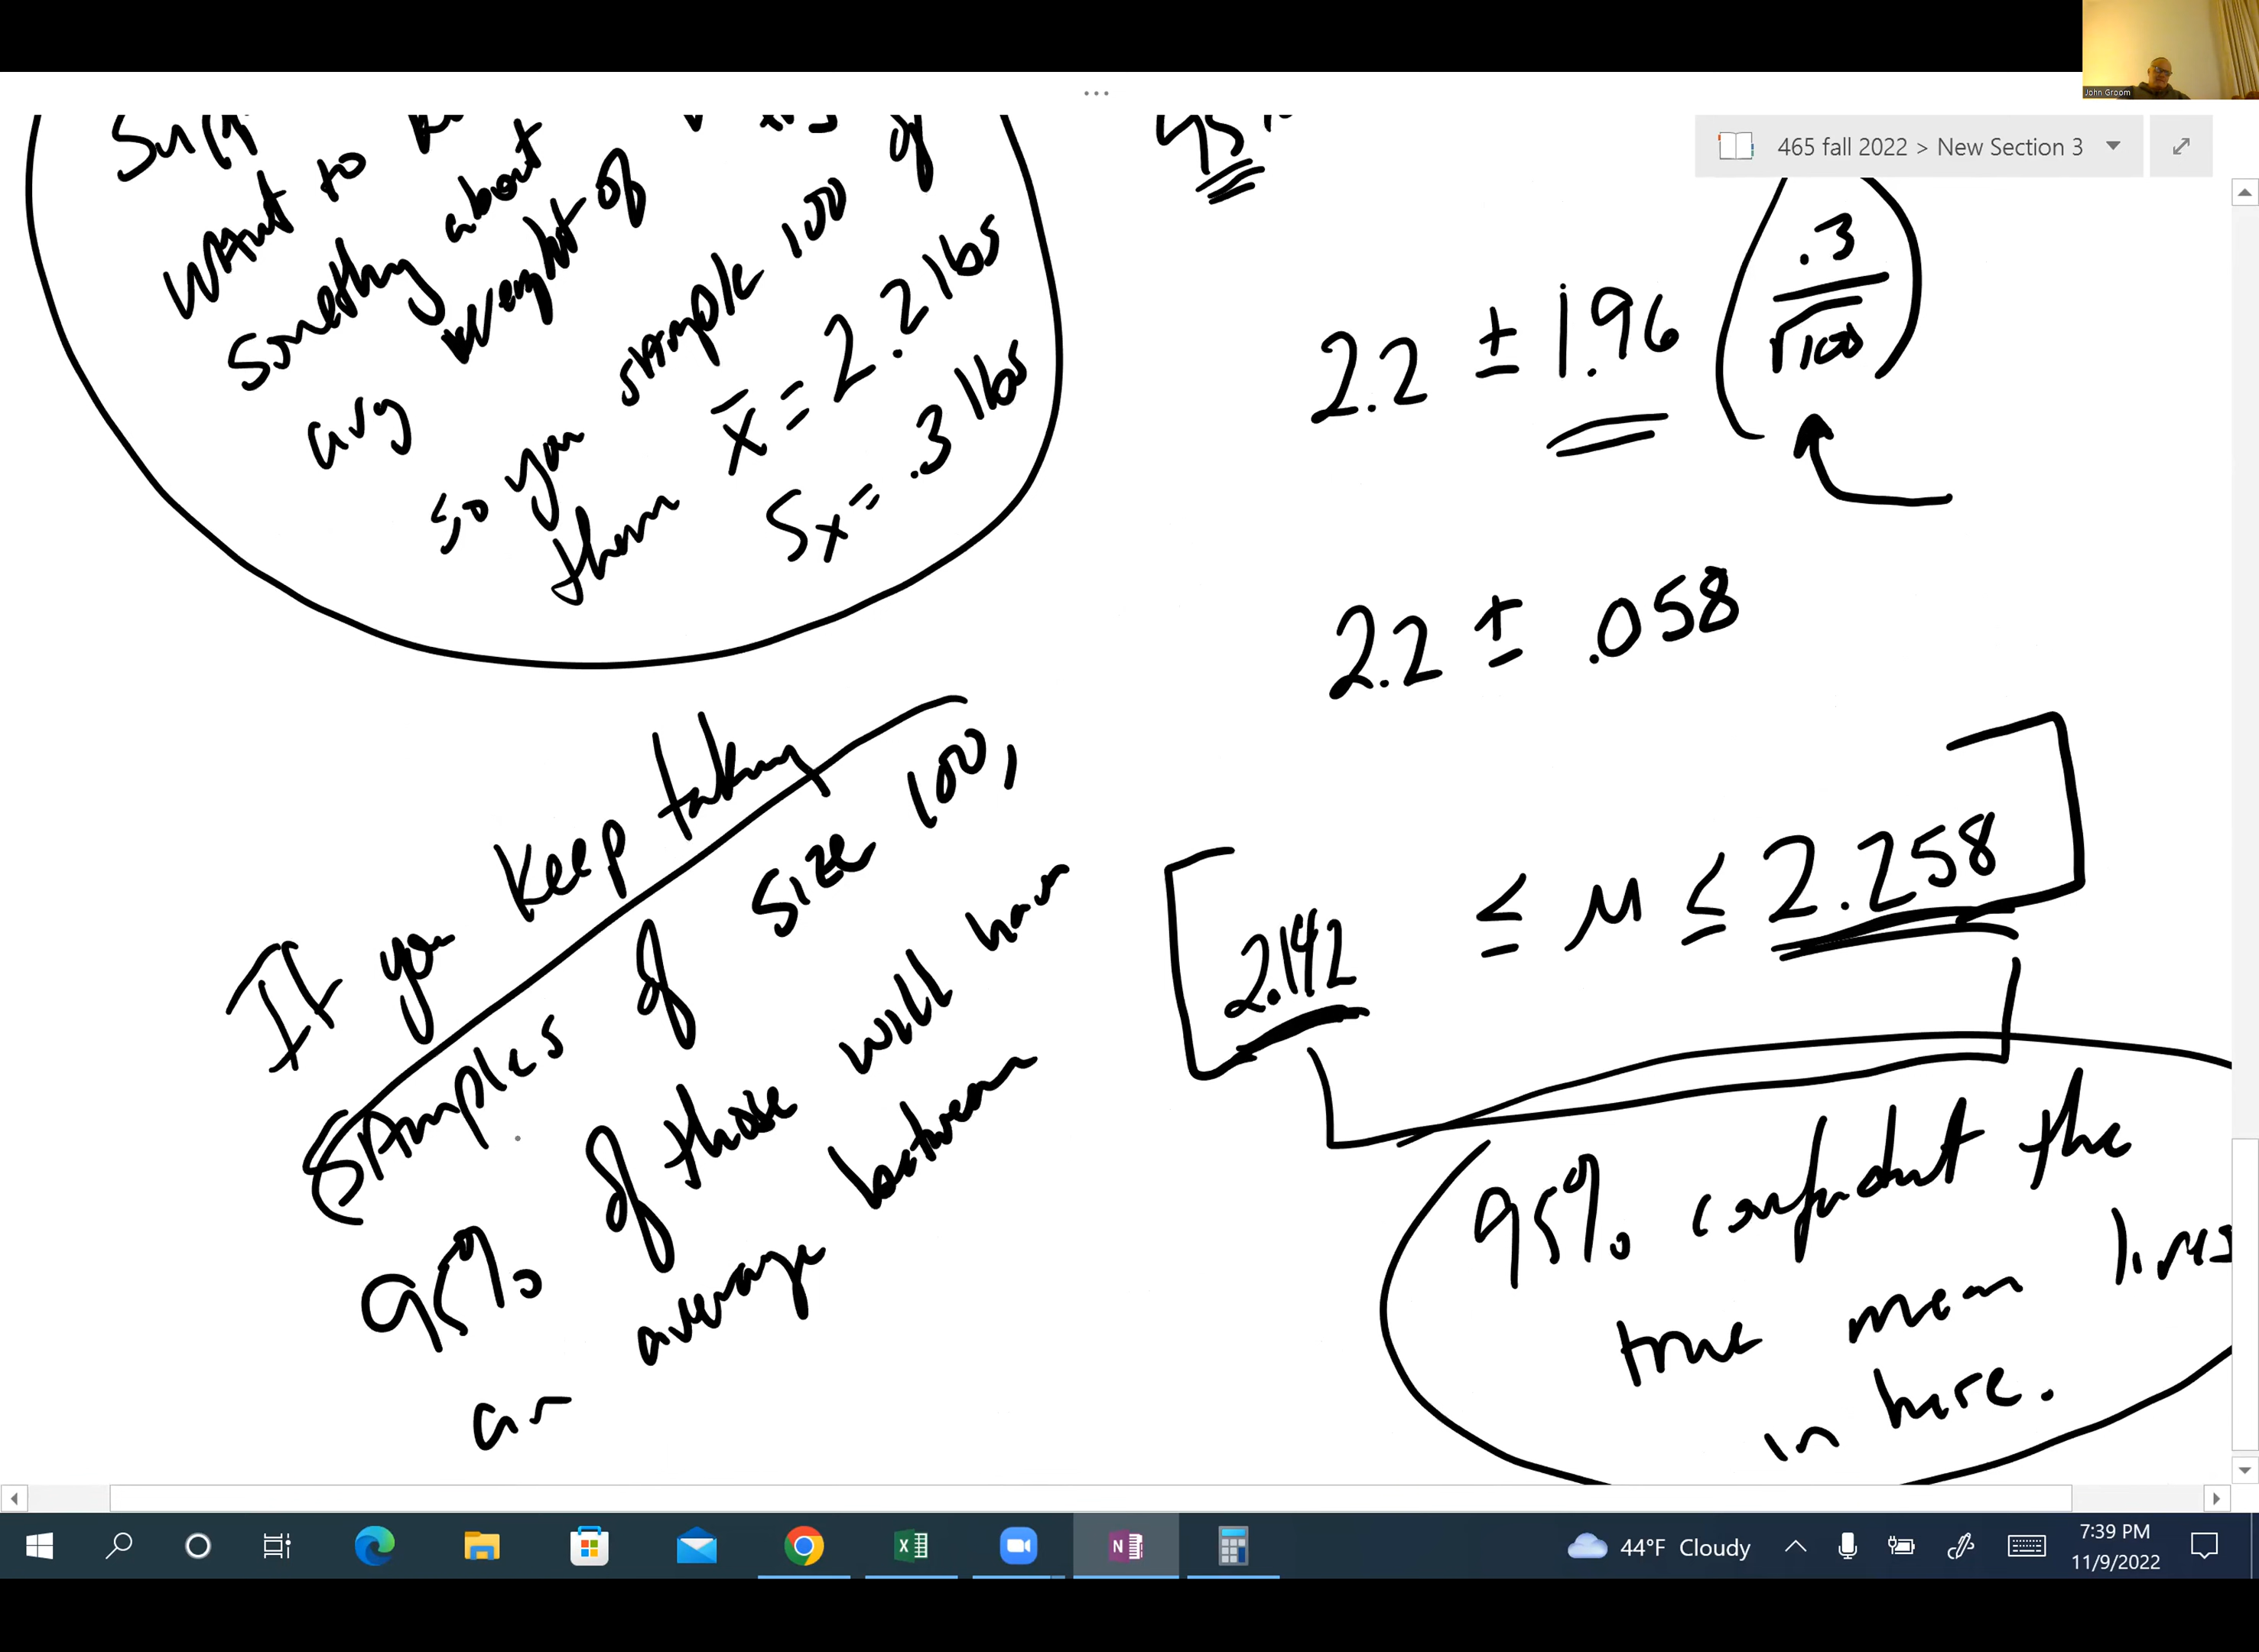 John Groom
465 fall 2022 > New Section 3
want to
something about
avg weight of
so you sample 100 of
them x̄ = 2.2 lbs
Sx = .3 lbs
95%
2.2 ± 1.96 (.3/√100)
2.2 ± .058
2.142 ≤ μ ≤ 2.258
If you keep taking
samples of size 100,
95% of those will have
an average between
95% confident the
true mean lives
in here.
44°F Cloudy
7:39 PM
11/9/2022